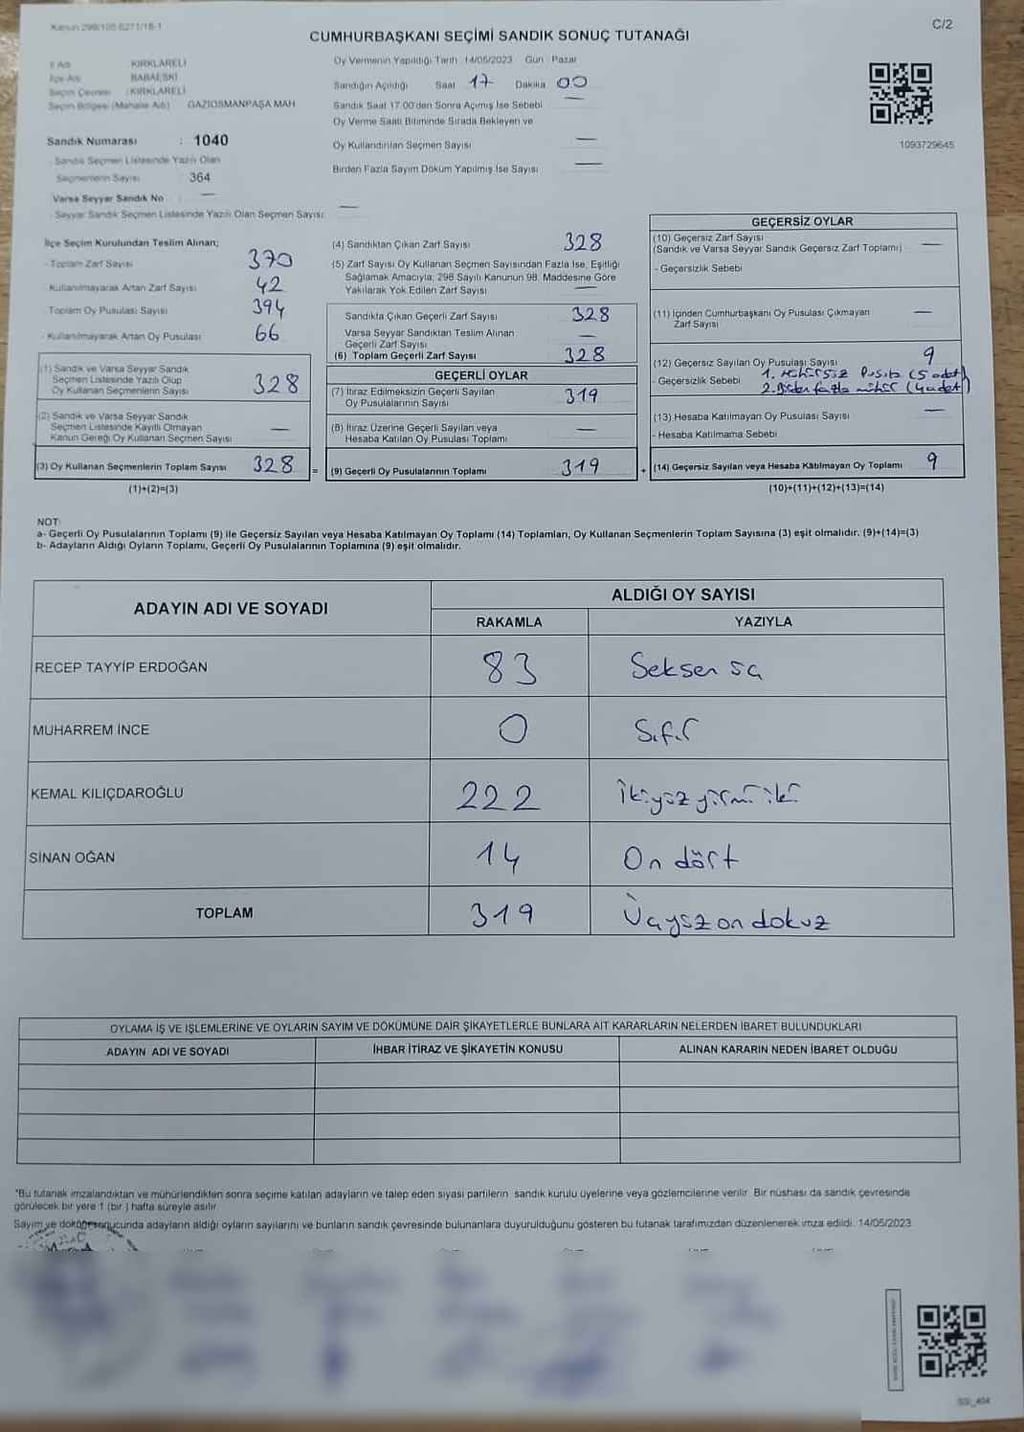 Kanun 298/105-6271/18-1
C/2
CUMHURBAŞKANI SEÇİMİ SANDIK SONUÇ TUTANAĞI
İl Adı KIRKLARELİ
İlçe Adı BABAESKİ
Seçim Çevresi : KIRKLARELİ
Seçim Bölgesi (Mahalle Adı) GAZİOSMANPAŞA MAH
Sandık Numarası : 1040
Sandık Seçmen Listesinde Yazılı Olan
Seçmenlerin Sayısı 364
Varsa Seyyar Sandık No —
Seyyar Sandık Seçmen Listesinde Yazılı Olan Seçmen Sayısı —
Oy Vermenin Yapıldığı Tarih 14/05/2023 Gün Pazar
Sandığın Açıldığı Saat 17 Dakika 00
Sandık Saat 17.00'den Sonra Açımış İse Sebebi —
Oy Verme Saati Bitiminde Sırada Bekleyen ve
Oy Kullandırılan Seçmen Sayısı —
Birden Fazla Sayım Döküm Yapılmış İse Sayısı —
1093729645
İlçe Seçim Kurulundan Teslim Alınan;
- Toplam Zarf Sayısı 370
- Kullanılmayarak Artan Zarf Sayısı 42
- Toplam Oy Pusulası Sayısı 394
- Kullanılmayarak Artan Oy Pusulası 66
(1) Sandık ve Varsa Seyyar Sandık
Seçmen Listesinde Yazılı Olup
Oy Kullanan Seçmenlerin Sayısı 328
(2) Sandık ve Varsa Seyyar Sandık
Seçmen Listesinde Kayıtlı Olmayan
Kanun Gereği Oy Kullanan Seçmen Sayısı —
(3) Oy Kullanan Seçmenlerin Toplam Sayısı 328 =
(1)+(2)=(3)
(4) Sandıktan Çıkan Zarf Sayısı 328
(5) Zarf Sayısı Oy Kullanan Seçmen Sayısından Fazla İse, Eşitliği
Sağlamak Amacıyla, 298 Sayılı Kanunun 98. Maddesine Göre
Yakılarak Yok Edilen Zarf Sayısı —
Sandıkta Çıkan Geçerli Zarf Sayısı 328
Varsa Seyyar Sandıktan Teslim Alınan
Geçerli Zarf Sayısı —
(6) Toplam Geçerli Zarf Sayısı 328
GEÇERLİ OYLAR
(7) İtiraz Edilmeksizin Geçerli Sayılan
Oy Pusulalarının Sayısı 319
(8) İtiraz Üzerine Geçerli Sayılan veya
Hesaba Katılan Oy Pusulası Toplamı —
(9) Geçerli Oy Pusulalarının Toplamı 319 +
GEÇERSİZ OYLAR
(10) Geçersiz Zarf Sayısı
(Sandık ve Varsa Seyyar Sandık Geçersiz Zarf Toplamı) —
- Geçersizlik Sebebi
(11) İçinden Cumhurbaşkanı Oy Pusulası Çıkmayan
Zarf Sayısı —
(12) Geçersiz Sayılan Oy Pusulası Sayısı 9
- Geçersizlik Sebebi 1. mühürsüz Pusula (5 adet)
2. Birden fazla mühür (4 adet)
(13) Hesaba Katılmayan Oy Pusulası Sayısı —
- Hesaba Katılmama Sebebi
(14) Geçersiz Sayılan veya Hesaba Katılmayan Oy Toplamı 9
(10)+(11)+(12)+(13)=(14)
NOT:
a- Geçerli Oy Pusulalarının Toplamı (9) ile Geçersiz Sayılan veya Hesaba Katılmayan Oy Toplamı (14) Toplamları, Oy Kullanan Seçmenlerin Toplam Sayısına (3) eşit olmalıdır. (9)+(14)=(3)
b- Adayların Aldığı Oyların Toplamı, Geçerli Oy Pusulalarının Toplamına (9) eşit olmalıdır.
ADAYIN ADI VE SOYADI ALDIĞI OY SAYISI
RAKAMLA YAZIYLA
RECEP TAYYİP ERDOĞAN 83 Seksen üç
MUHARREM İNCE 0 Sıfır
KEMAL KILIÇDAROĞLU 222 İkiyüz yirmi iki
SİNAN OĞAN 14 On dört
TOPLAM 319 Üçyüz on dokuz
OYLAMA İŞ VE İŞLEMLERİNE VE OYLARIN SAYIM VE DÖKÜMÜNE DAİR ŞİKAYETLERLE BUNLARA AİT KARARLARIN NELERDEN İBARET BULUNDUKLARI
ADAYIN ADI VE SOYADI İHBAR İTİRAZ VE ŞİKAYETİN KONUSU ALINAN KARARIN NEDEN İBARET OLDUĞU
*Bu tutanak imzalandıktan ve mühürlendikten sonra seçime katılan adayların ve talep eden siyasi partilerin sandık kurulu üyelerine veya gözlemcilerine verilir. Bir nüshası da sandık çevresinde
görülecek bir yere 1 (bir ) hafta süreyle asılır.
Sayım ve döküm sonucunda adayların aldığı oyların sayılarını ve bunların sandık çevresinde bulunanlara duyurulduğunu gösteren bu tutanak tarafımızdan düzenlenerek imza edildi. 14/05/2023